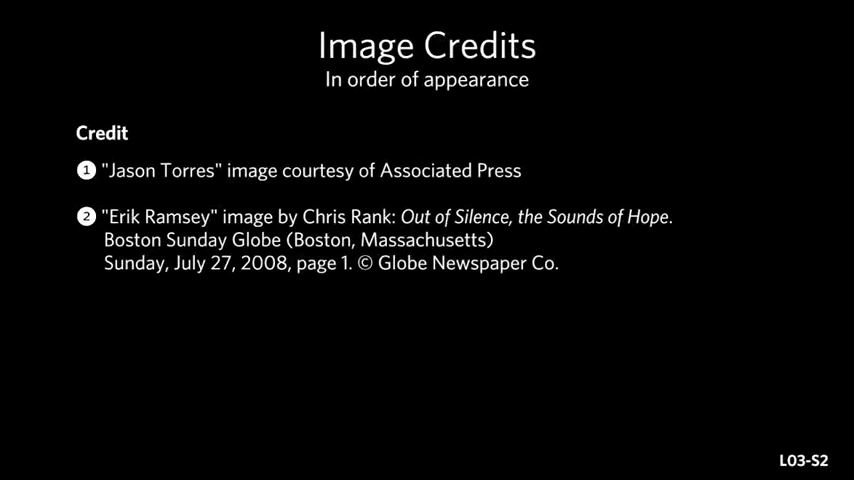 Image Credits
In order of appearance
Credit
1 "Jason Torres" image courtesy of Associated Press
2 "Erik Ramsey" image by Chris Rank: Out of Silence, the Sounds of Hope.
Boston Sunday Globe (Boston, Massachusetts)
Sunday, July 27, 2008, page 1. © Globe Newspaper Co.
L03-S2